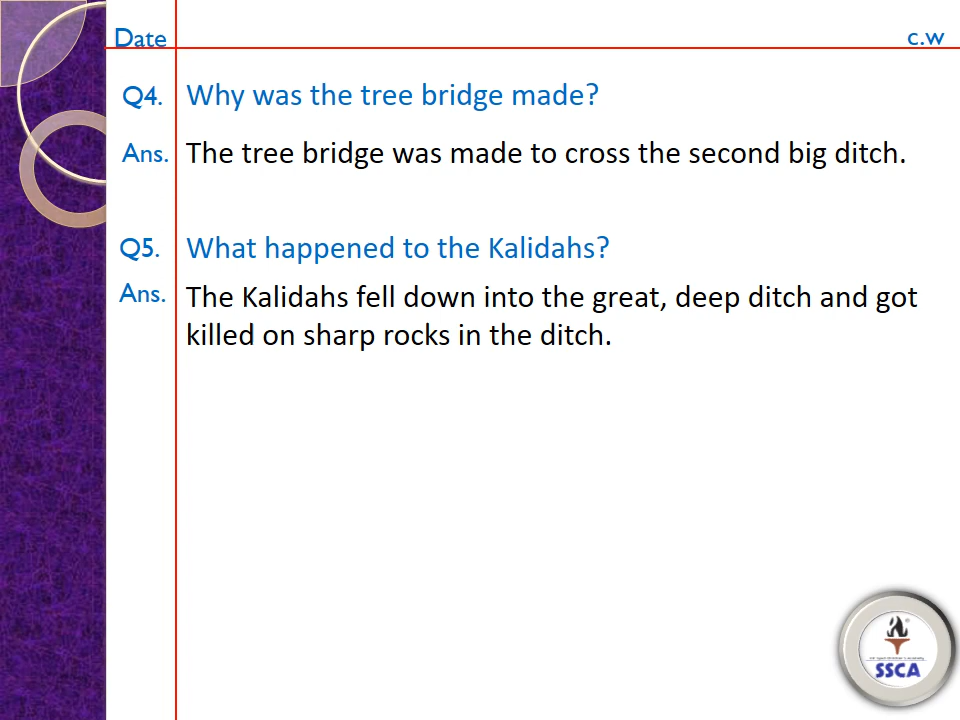 Date
c.w
Q4. Why was the tree bridge made?
Ans. The tree bridge was made to cross the second big ditch.
Q5. What happened to the Kalidahs?
Ans. The Kalidahs fell down into the great, deep ditch and got
killed on sharp rocks in the ditch.
SSCA